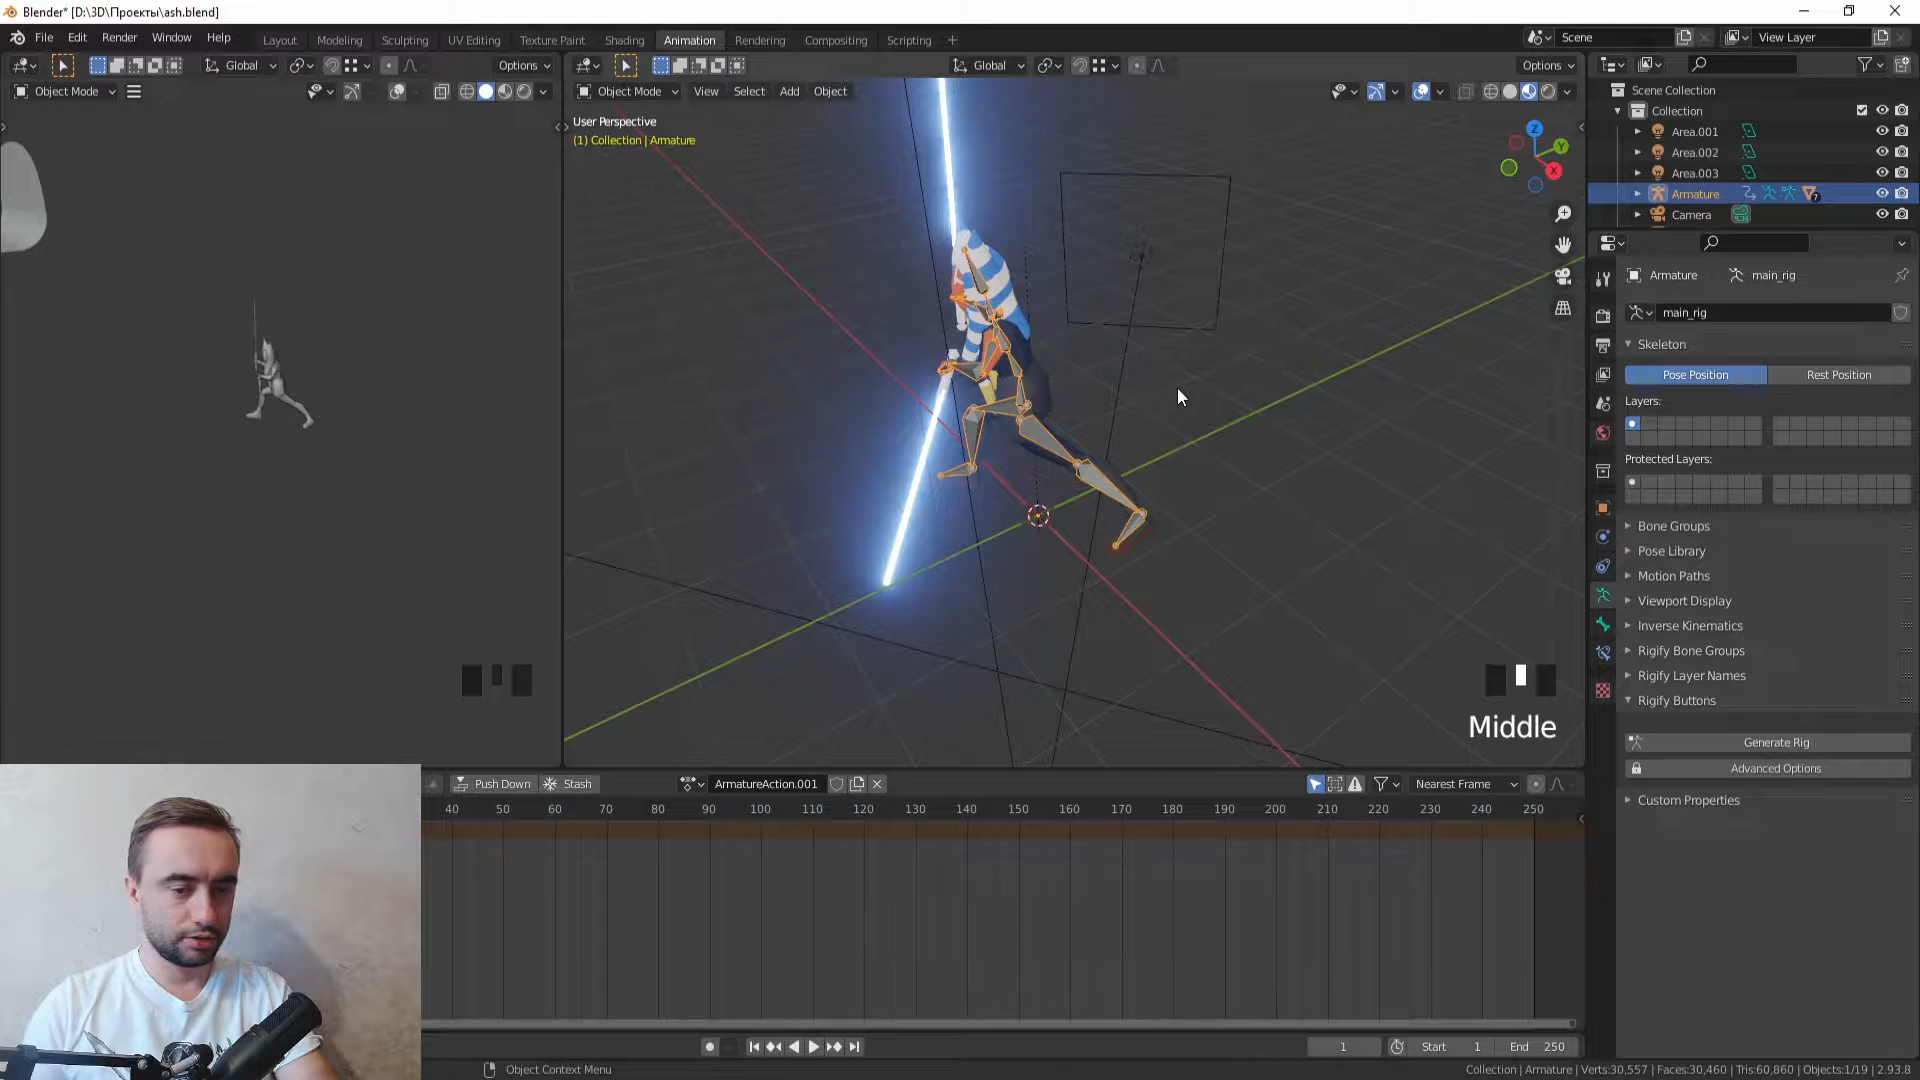 Blender* [D:\3D\Проекты\ash.blend]
File Edit Render Window Help
Layout Modeling Sculpting UV Editing Texture Paint Shading Animation Rendering Compositing Scripting
Scene View Layer
Global Options
Global Options
Object Mode
Object Mode View Select Add Object
User Perspective
(1) Collection | Armature
Z
Y
X
Scene Collection
Collection
Area.001
Area.002
Area.003
Armature 7
Camera
Armature main_rig
main_rig
Skeleton
Pose Position Rest Position
Layers:
Protected Layers:
Bone Groups
Pose Library
Motion Paths
Viewport Display
Inverse Kinematics
Rigify Bone Groups
Rigify Layer Names
Rigify Buttons
Generate Rig
Advanced Options
Custom Properties
Middle
Push Down Stash ArmatureAction.001 Nearest Frame
40 50 60 70 80 90 100 110 120 130 140 150 160 170 180 190 200 210 220 230 240 250
1 Start 1 End 250
Object Context Menu
Collection | Armature | Verts:30,557 | Faces:30,460 | Tris:60,860 | Objects:1/19 | 2.93.8